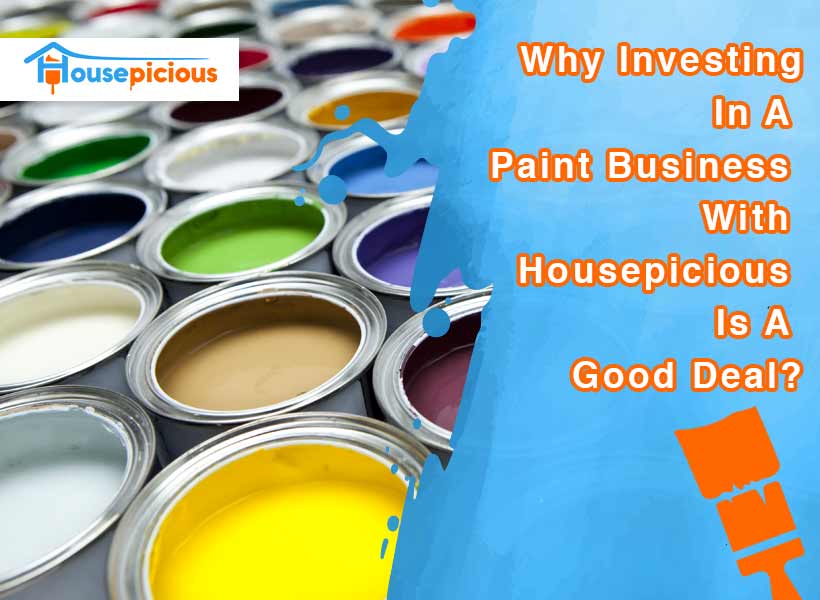 Housepicious
Why Investing
In A
Paint Business
With
Housepicious
Is A
Good Deal?